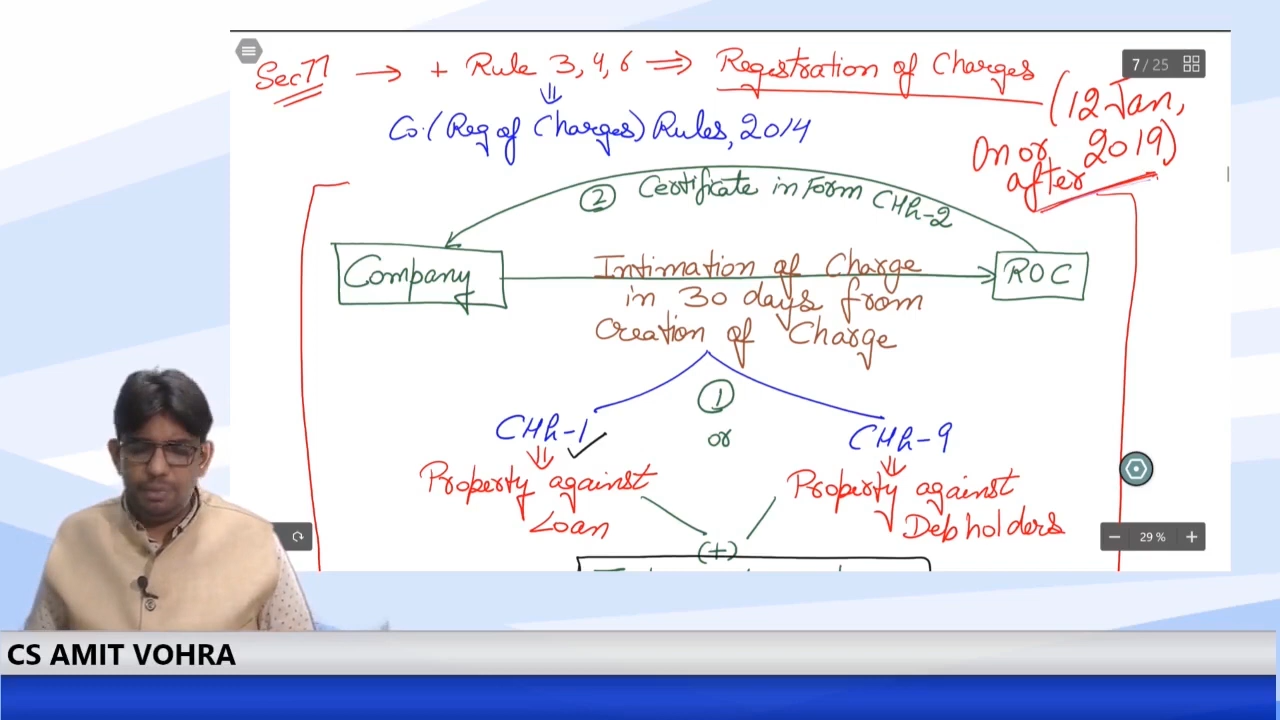 Sec 77 → + Rule 3, 4, 6 ⇒ Registration of Charges
(12 Jan, 2019)
On or after
Co. (Reg of Charges) Rules, 2014
7 / 25
② Certificate in Form CHG-2
Company
Intimation of Charge
in 30 days from
Creation of Charge
ROC
①
CHG-1
or
CHG-9
Property against
Loan
Property against
Deb holders
(+)
29 %
CS AMIT VOHRA